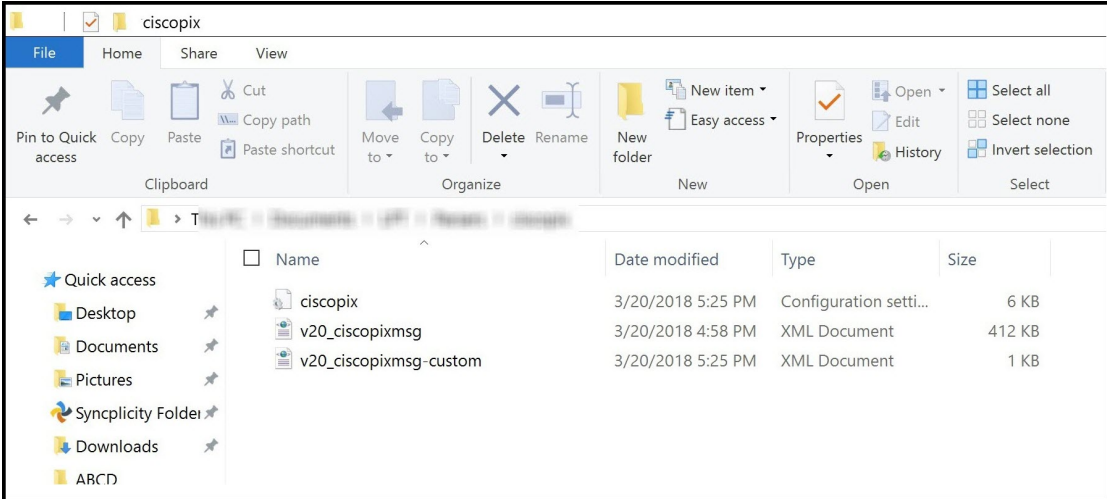 ciscopix
File Home Share View
Pin to Quick access
Copy
Paste
Cut
Copy path
Paste shortcut
Clipboard
Move to
Copy to
Delete
Rename
Organize
New folder
New item
Easy access
New
Properties
Open
Edit
History
Open
Select all
Select none
Invert selection
Select
Name Date modified Type Size
Quick access
Desktop
Documents
Pictures
Syncplicity Folder
Downloads
ABCD
ciscopix 3/20/2018 5:25 PM Configuration setti... 6 KB
v20_ciscopixmsg 3/20/2018 4:58 PM XML Document 412 KB
v20_ciscopixmsg-custom 3/20/2018 5:25 PM XML Document 1 KB